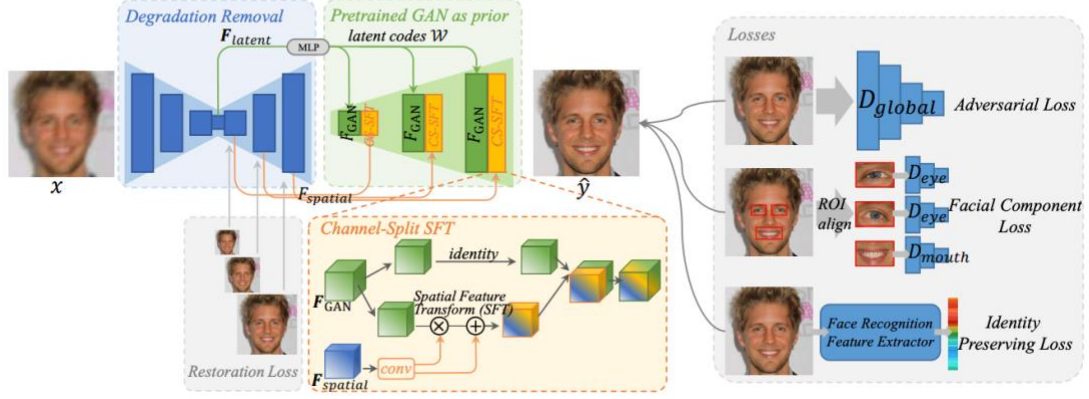 Degradation Removal
Pretrained GAN as prior
F_latent
MLP
latent codes 𝒲
F_GAN
CS-SFT
F_GAN
CS-SFT
F_GAN
CS-SFT
x
F_spatial
ŷ
Restoration Loss
Channel-Split SFT
identity
F_GAN
Spatial Feature
Transform (SFT)
F_spatial
conv
Losses
D_global
Adversarial Loss
ROI
align
D_eye
D_eye
D_mouth
Facial Component
Loss
Face Recognition
Feature Extractor
Identity
Preserving Loss